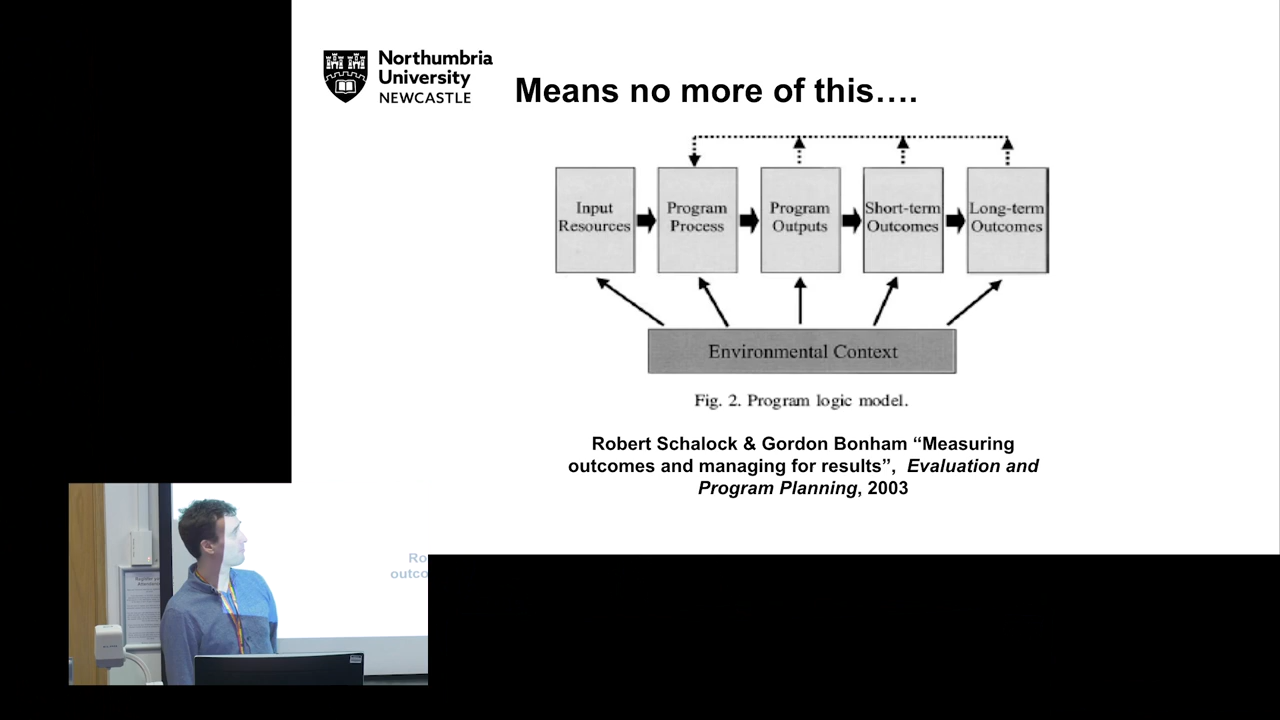 Northumbria
University
NEWCASTLE
Means no more of this….
Input
Resources
Program
Process
Program
Outputs
Short-term
Outcomes
Long-term
Outcomes
Environmental Context
Fig. 2. Program logic model.
Robert Schalock & Gordon Bonham “Measuring
outcomes and managing for results”, Evaluation and
Program Planning, 2003
Ro
outco